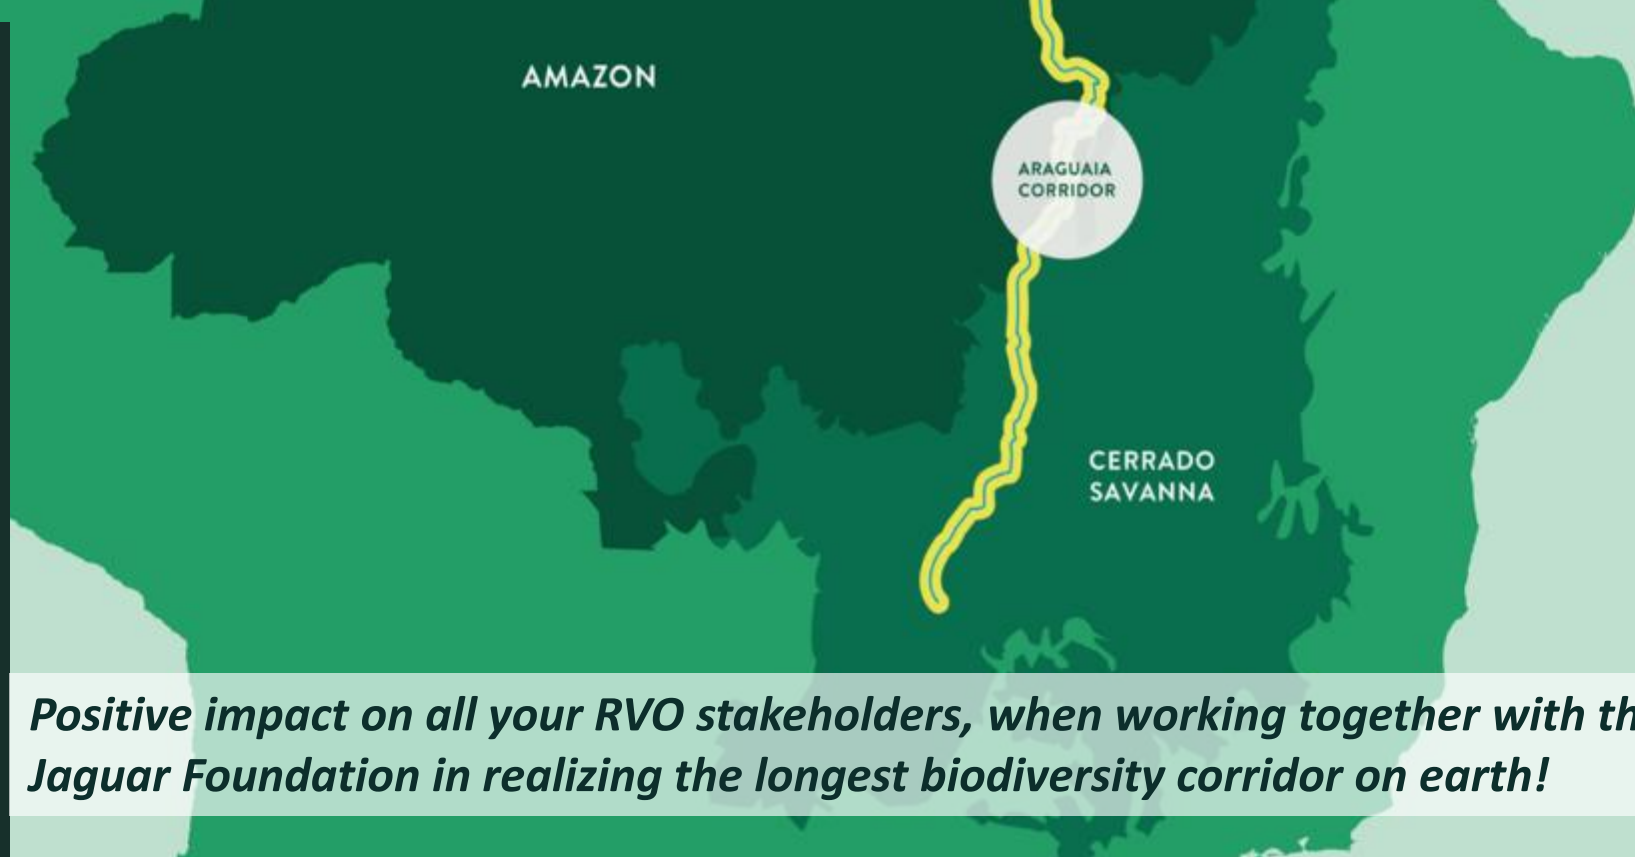 AMAZON
ARAGUAIA
CORRIDOR
CERRADO
SAVANNA
Positive impact on all your RVO stakeholders, when working together with th
Jaguar Foundation in realizing the longest biodiversity corridor on earth!